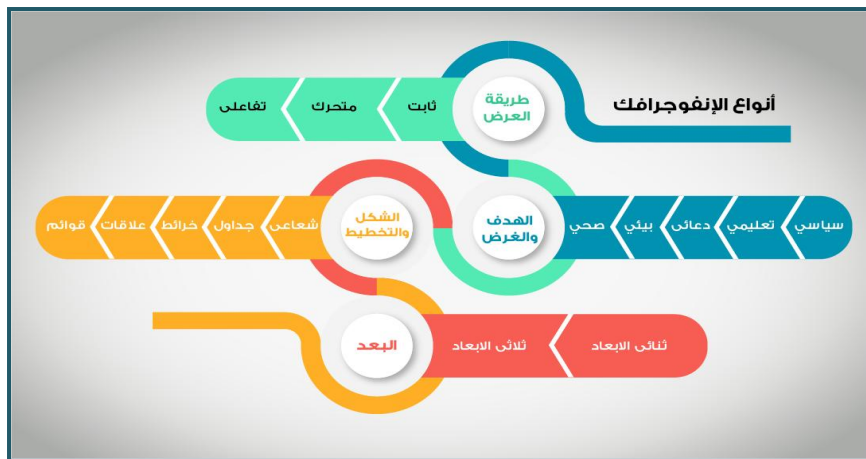 أنواع الإنفوجرافك
طريقة
العرض
ثابت
متحرك
تفاعلى
الهدف
والغرض
سياسي
تعليمي
دعائى
بيئي
صحي
الشكل
والتخطيط
شعاعى
جداول
خرائط
علاقات
قوائم
البعد
ثنائى الابعاد
ثلاثى الابعاد